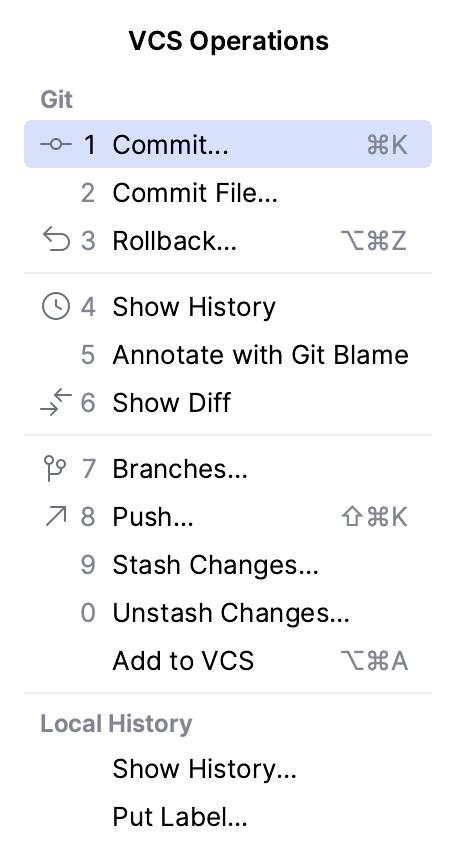 VCS Operations
Git
1 Commit... ⌘K
2 Commit File...
3 Rollback... ⌥⌘Z
4 Show History
5 Annotate with Git Blame
6 Show Diff
7 Branches...
8 Push... ⇧⌘K
9 Stash Changes...
0 Unstash Changes...
Add to VCS ⌥⌘A
Local History
Show History...
Put Label...